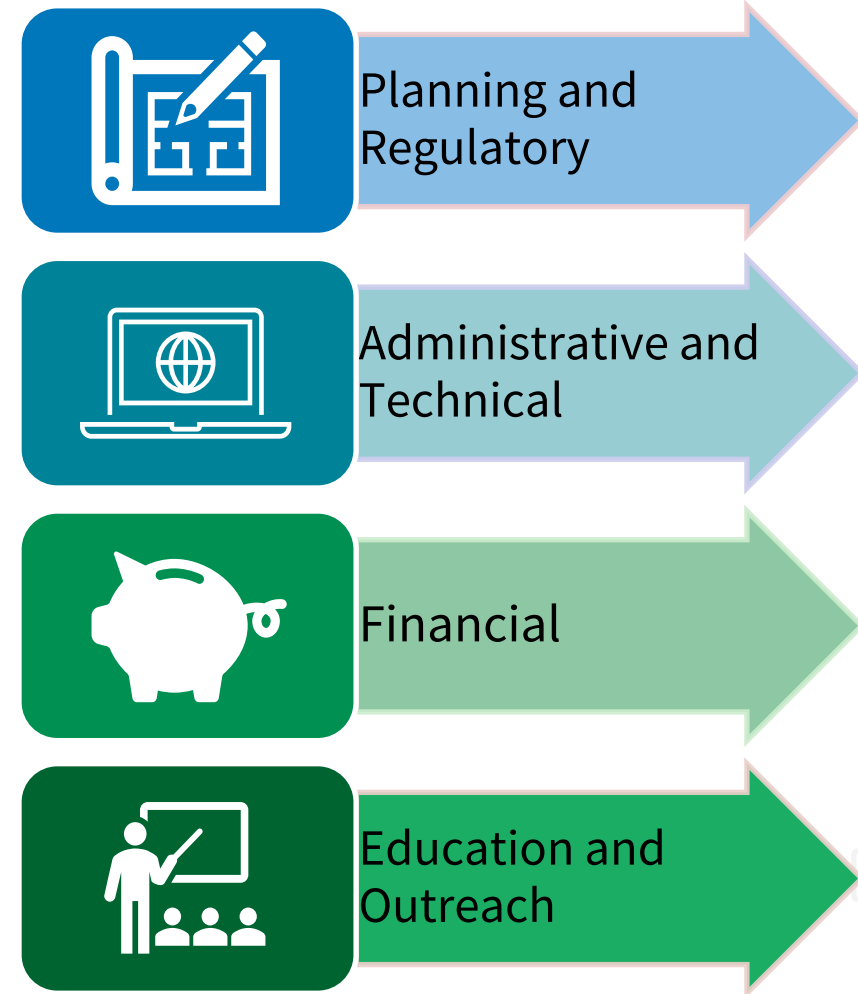 Planning and
Regulatory
Administrative and
Technical
Financial
Education and
Outreach